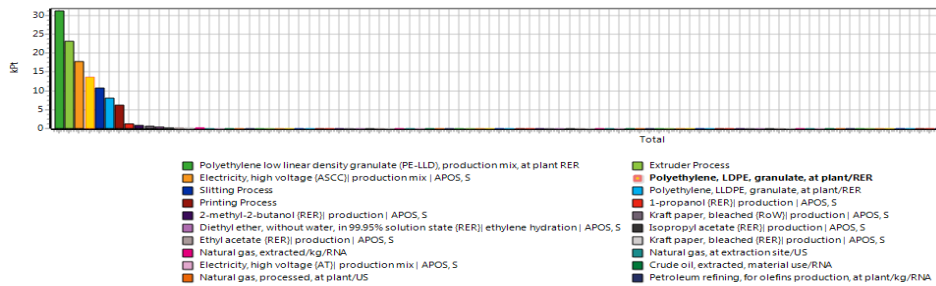 30
25
20
15
10
5
0
kPt
Total
Polyethylene low linear density granulate (PE-LLD), production mix, at plant RER
Extruder Process
Electricity, high voltage {ASCC}| production mix | APOS, S
Polyethylene, LDPE, granulate, at plant/RER
Slitting Process
Polyethylene, LLDPE, granulate, at plant/RER
Printing Process
1-propanol {RER}| production | APOS, S
2-methyl-2-butanol {RER}| production | APOS, S
Kraft paper, bleached {RoW}| production | APOS, S
Diethyl ether, without water, in 99.95% solution state {RER}| ethylene hydration | APOS, S
Isopropyl acetate {RER}| production | APOS, S
Ethyl acetate {RER}| production | APOS, S
Kraft paper, bleached {RER}| production | APOS, S
Natural gas, extracted/kg/RNA
Natural gas, at extraction site/US
Electricity, high voltage {AT}| production mix | APOS, S
Crude oil, extracted, material use/RNA
Natural gas, processed, at plant/US
Petroleum refining, for olefins production, at plant/kg/RNA